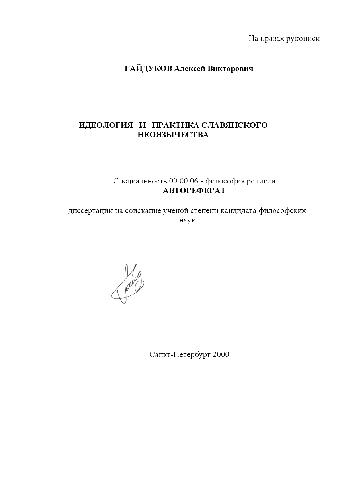 На правах рукописи
ГАЙДУКОВ Алексей Викторович
ИДЕОЛОГИЯ И ПРАКТИКА СЛАВЯНСКОГО
НЕОЯЗЫЧЕСТВА
Специальность 09.00.06 - философия религии
АВТОРЕФЕРАТ
диссертации на соискание ученой степени кандидата философских
наук
Санкт-Петербург 2000